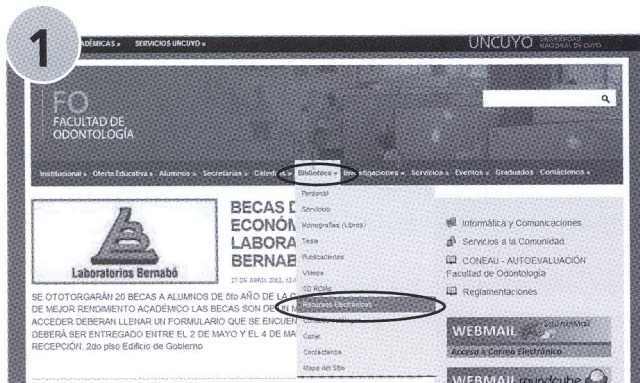 1
ACADÉMICAS » SERVICIOS UNCUYO »
UNCUYO UNIVERSIDAD
NACIONAL DE CUYO
FO
FACULTAD DE
ODONTOLOGÍA
Institucional » Oferta Educativa » Alumnos » Secretarias » Cátedras » Biblioteca » Investigaciones » Servicios » Eventos » Graduados Contáctenos »
Personal
Servicios
Monografías (Libros)
Tesis
Publicaciones
Videos
CD ROMs
Recursos Electrónicos
Canje
Contáctenos
Mapa del Sitio
Laboratorios Bernabó
BECAS
ECONÓM
LABORA
BERNAB
27 DE ABRIL 2012,
SE OTOTORGARÁN 20 BECAS A ALUMNOS DE 5to AÑO DE LA
DE MEJOR RENDIMIENTO ACADÉMICO LAS BECAS SON DE UN M
ACCEDER DEBERAN LLENAR UN FORMULARIO QUE SE ENCUEN
DEBERÁ SER ENTREGADO ENTRE EL 2 DE MAYO Y EL 4 DE MA
RECEPCIÓN, 2do piso Edificio de Gobierno
Informática y Comunicaciones
Servicios a la Comunidad
CONEAU - AUTOEVALUACIÓN
Facultad de Odontología
Reglamentaciones
WEBMAIL SquirrelMail
Acceso a Correo Electrónico
WEBMAIL roundcube